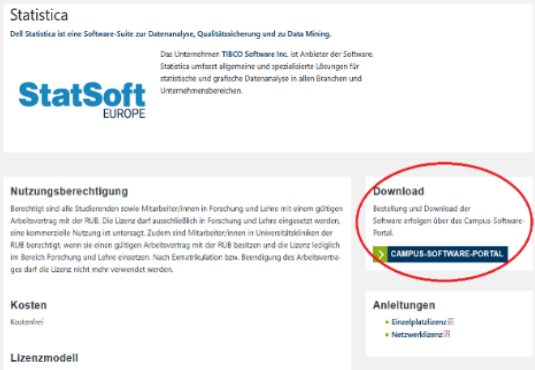 Statistica
Dell Statistica ist eine Software-Suite zur Datenanalyse, Qualitätssicherung und zu Data Mining.
Das Unternehmen TIBCO Software Inc. ist Anbieter der Software.
Statistica umfasst allgemeine und spezialisierte Lösungen für
statistische und grafische Datenanalyse in allen Branchen und
Unternehmensbereichen.
StatSoft
EUROPE
Nutzungsberechtigung
Berechtigt sind alle Studierenden sowie Mitarbeiter/innen in Forschung und Lehre mit einem gültigen
Arbeitsvertrag mit der RUB. Die Lizenz darf ausschließlich in Forschung und Lehre eingesetzt werden,
eine kommerzielle Nutzung ist untersagt. Zudem sind Mitarbeiter/innen in Universitätskliniken der
RUB berechtigt, wenn sie einen gültigen Arbeitsvertrag mit der RUB besitzen und die Lizenz lediglich
im Bereich Forschung und Lehre einsetzen. Nach Exmatrikulation bzw. Beendigung des Arbeitsvertra-
ges darf die Lizenz nicht mehr verwendet werden.
Kosten
Kostenfrei
Lizenzmodell
Download
Bestellung und Download der
Software erfolgen über das Campus-Software-
Portal.
CAMPUS-SOFTWARE-PORTAL
Anleitungen
Einzelplatzlizenz
Netzwerklizenz